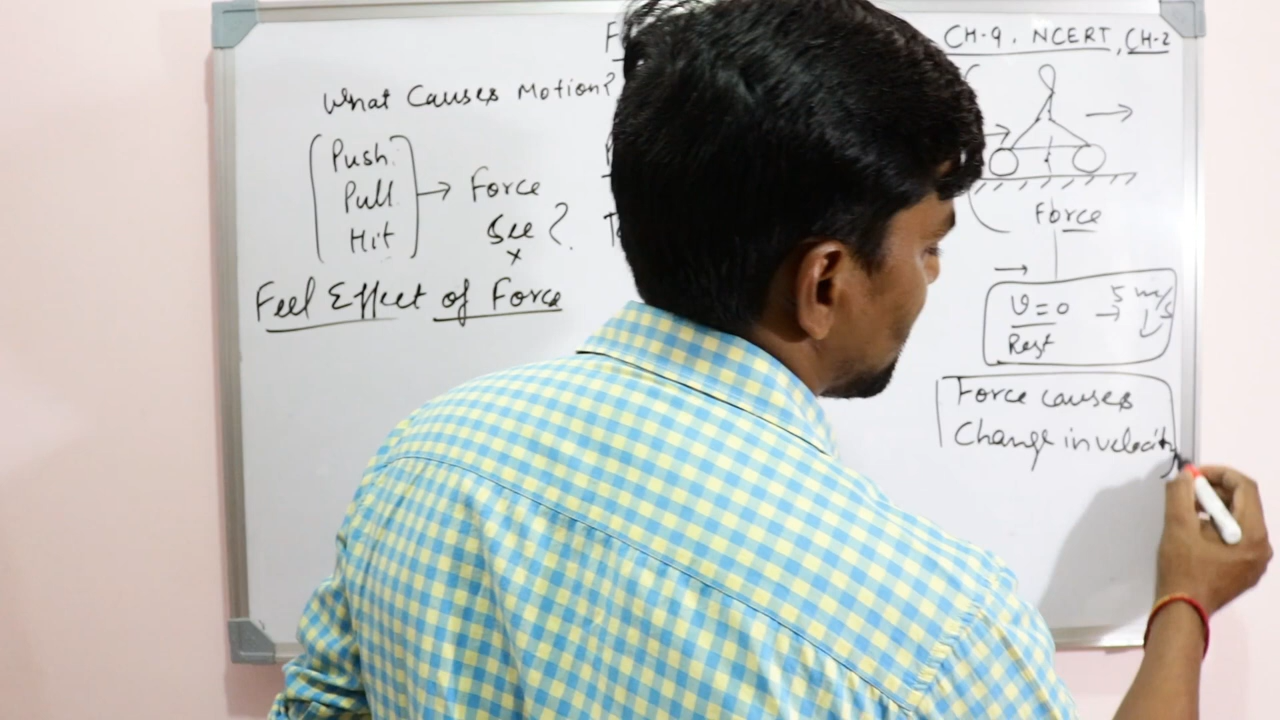 CH-9. NCERT, CH-2
What Causes Motion?
Push
Pull
Hit
→ Force
See ?
x
Feel Effect of Force
Force
v = 0 → 5 m/s
Rest
Force causes
Change in velocity